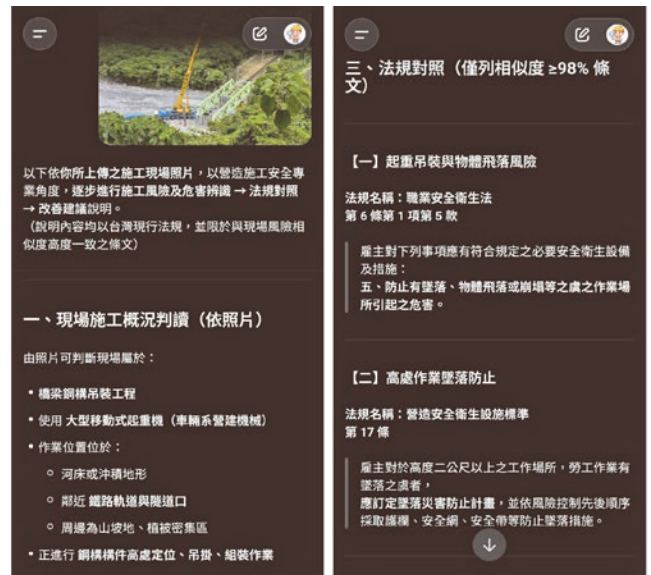 以下依你所上傳之施工現場照片，以營造施工安全專
業角度，逐步進行施工風險及危害辨識 → 法規對照
→ 改善建議說明。
（說明內容均以台灣現行法規，並限於與現場風險相
似度高度一致之條文）
一、現場施工概況判讀（依照片）
由照片可判斷現場屬於：
• 橋梁鋼構吊裝工程
• 使用 大型移動式起重機（車輛系營建機械）
• 作業位置位於：
○ 河床或沖積地形
○ 鄰近 鐵路軌道與隧道口
○ 周邊為山坡地、植被密集區
• 正進行 鋼構構件高處定位、吊掛、組裝作業
三、法規對照（僅列相似度 ≥98% 條
文）
【一】起重吊裝與物體飛落風險
法規名稱：職業安全衛生法
第 6 條第 1 項第 5 款
雇主對下列事項應有符合規定之必要安全衛生設備
及措施：
五、防止有墜落、物體飛落或崩塌等之虞之作業場
所引起之危害。
【二】高處作業墜落防止
法規名稱：營造安全衛生設施標準
第 17 條
雇主對於高度二公尺以上之工作場所，勞工作業有
墜落之虞者，
應訂定墜落災害防止計畫，並依風險控制先後順序
採取護欄、安全網、安全帶等防止墜落措施。